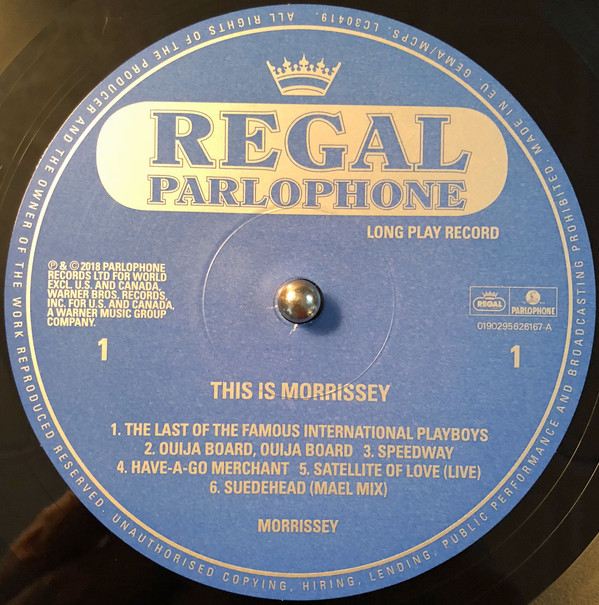 REGAL
PARLOPHONE
LONG PLAY RECORD
℗ & © 2018 PARLOPHONE
RECORDS LTD FOR WORLD
EXCL. U.S. AND CANADA,
WARNER BROS. RECORDS,
INC. FOR U.S. AND CANADA,
A WARNER MUSIC GROUP
COMPANY.
REGAL
PARLOPHONE
0190295626167-A
1
1
THIS IS MORRISSEY
1. THE LAST OF THE FAMOUS INTERNATIONAL PLAYBOYS
2. OUIJA BOARD, OUIJA BOARD 3. SPEEDWAY
4. HAVE-A-GO MERCHANT 5. SATELLITE OF LOVE (LIVE)
6. SUEDEHEAD (MAEL MIX)
MORRISSEY
ALL RIGHTS OF THE PRODUCER AND THE OWNER OF THE WORK REPRODUCED RESERVED. UNAUTHORISED COPYING, HIRING, LENDING, PUBLIC PERFORMANCE AND BROADCASTING PROHIBITED. MADE IN EU. GEMA/MCPS. LC30419.